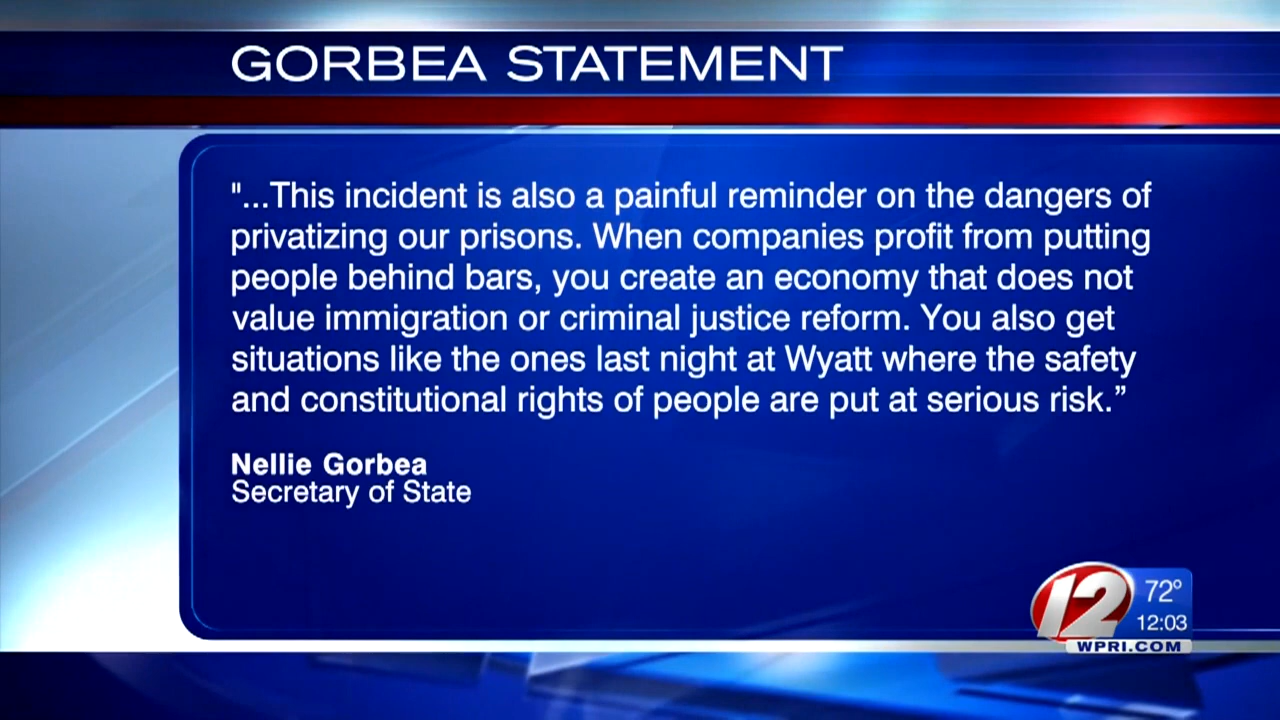 GORBEA STATEMENT
"...This incident is also a painful reminder on the dangers of
privatizing our prisons. When companies profit from putting
people behind bars, you create an economy that does not
value immigration or criminal justice reform. You also get
situations like the ones last night at Wyatt where the safety
and constitutional rights of people are put at serious risk.”
Nellie Gorbea
Secretary of State
12
72°
12:03
WPRI.COM